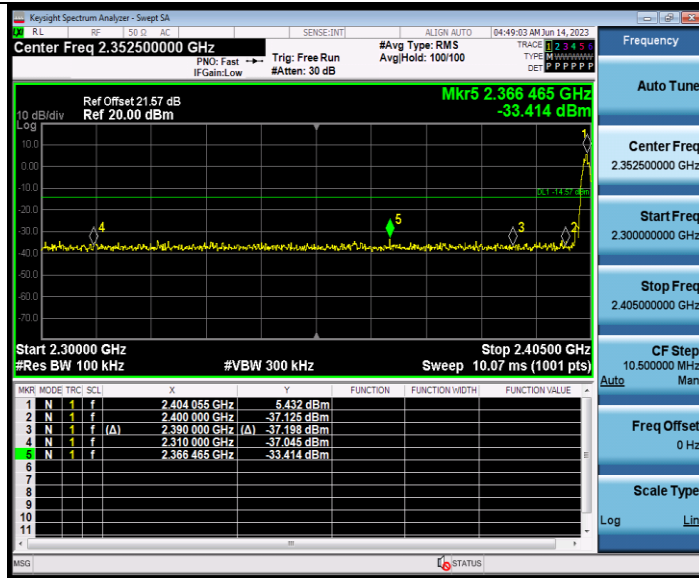 Keysight Spectrum Analyzer - Swept SA
RL RF 50 Ω AC SENSE:INT ALIGN AUTO 04:49:03 AM Jun 14, 2023
Center Freq 2.352500000 GHz #Avg Type: RMS TRACE 1 2 3 4 5 6
PNO: Fast Trig: Free Run Avg|Hold: 100/100 TYPE M
IFGain:Low #Atten: 30 dB DET P P P P P P
Frequency
Auto Tune
Mkr5 2.366 465 GHz
-33.414 dBm
Ref Offset 21.57 dB
10 dB/div Ref 20.00 dBm
Log
10.0
0.00
-10.0
-20.0
-30.0
-40.0
-50.0
-60.0
-70.0
1
DL1 -14.57 dBm
4
5
3
2
Start 2.30000 GHz Stop 2.40500 GHz
#Res BW 100 kHz #VBW 300 kHz Sweep 10.07 ms (1001 pts)
MKR MODE TRC SCL X Y FUNCTION FUNCTION WIDTH FUNCTION VALUE
1 N 1 f 2.404 055 GHz 5.432 dBm
2 N 1 f 2.400 000 GHz -37.125 dBm
3 N 1 f (Δ) 2.390 000 GHz (Δ) -37.198 dBm
4 N 1 f 2.310 000 GHz -37.045 dBm
5 N 1 f 2.366 465 GHz -33.414 dBm
6
7
8
9
10
11
Center Freq
2.352500000 GHz
Start Freq
2.300000000 GHz
Stop Freq
2.405000000 GHz
CF Step
10.500000 MHz
Auto Man
Freq Offset
0 Hz
Scale Type
Log Lin
MSG STATUS